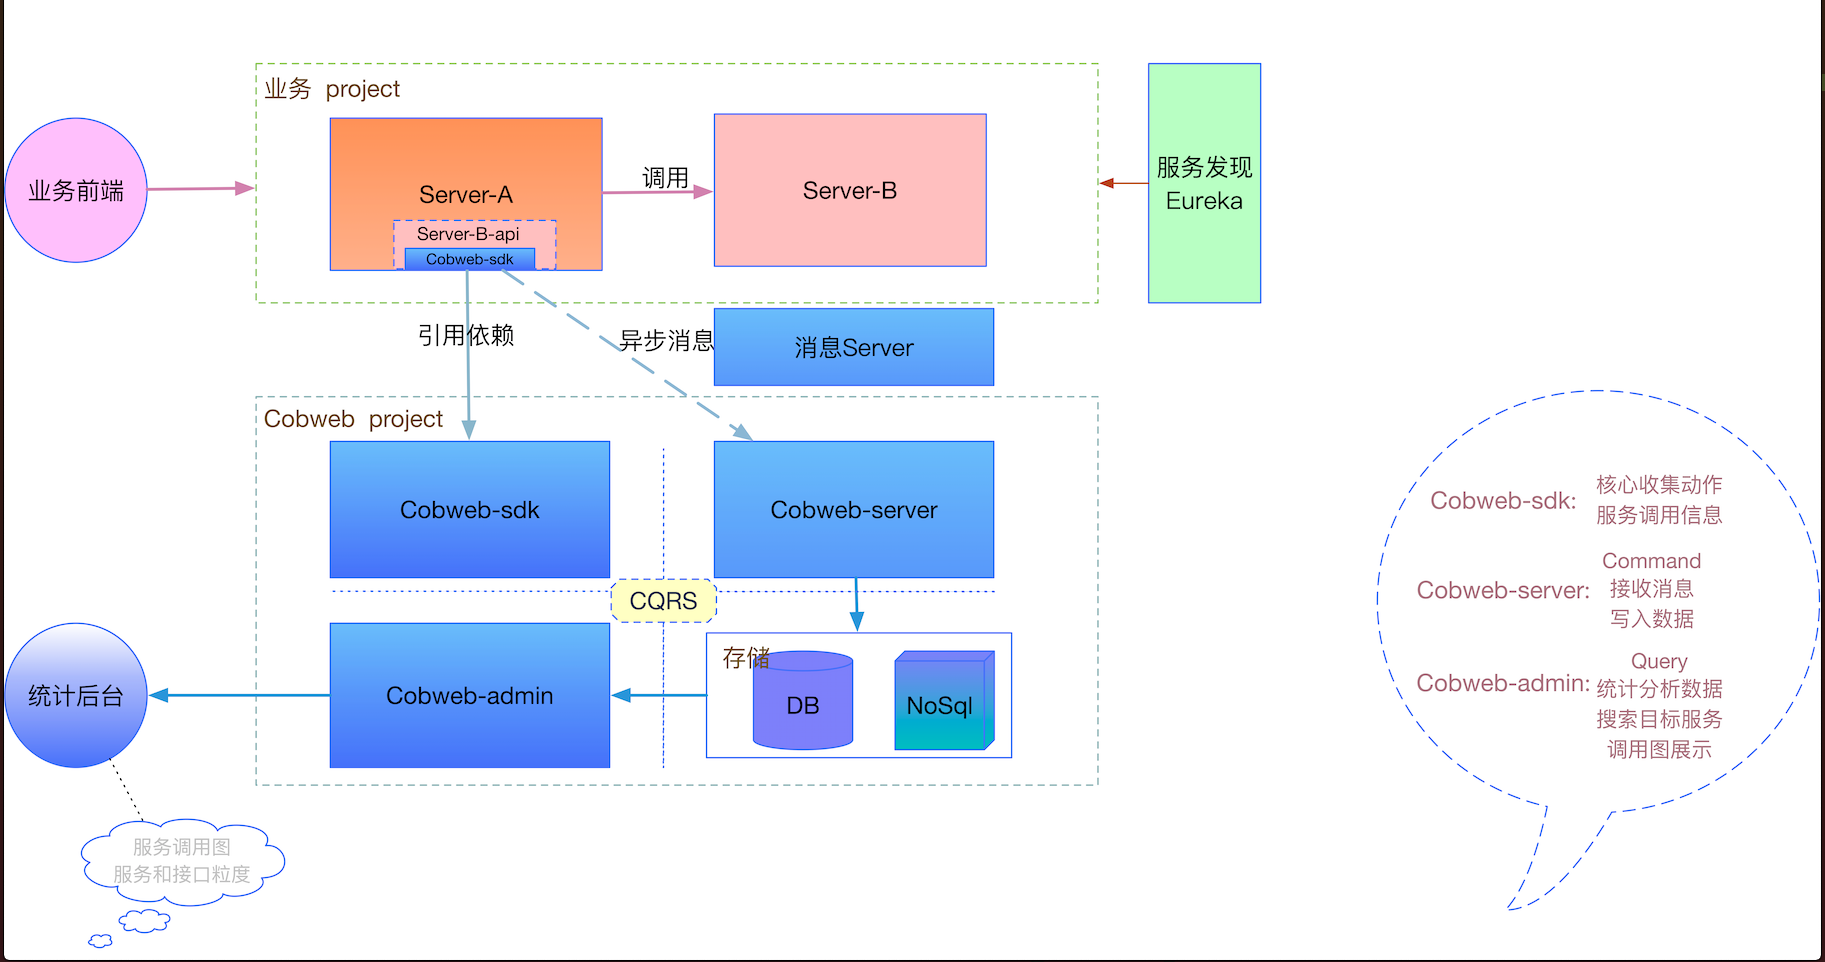 业务 project
业务前端
Server-A
Server-B-api
Cobweb-sdk
调用
Server-B
服务发现
Eureka
引用依赖
异步消息
消息Server
Cobweb project
Cobweb-sdk
Cobweb-server
CQRS
Cobweb-admin
存储
DB
NoSql
统计后台
服务调用图
服务和接口粒度
Cobweb-sdk:
核心收集动作
服务调用信息
Cobweb-server:
Command
接收消息
写入数据
Cobweb-admin:
Query
统计分析数据
搜索目标服务
调用图展示